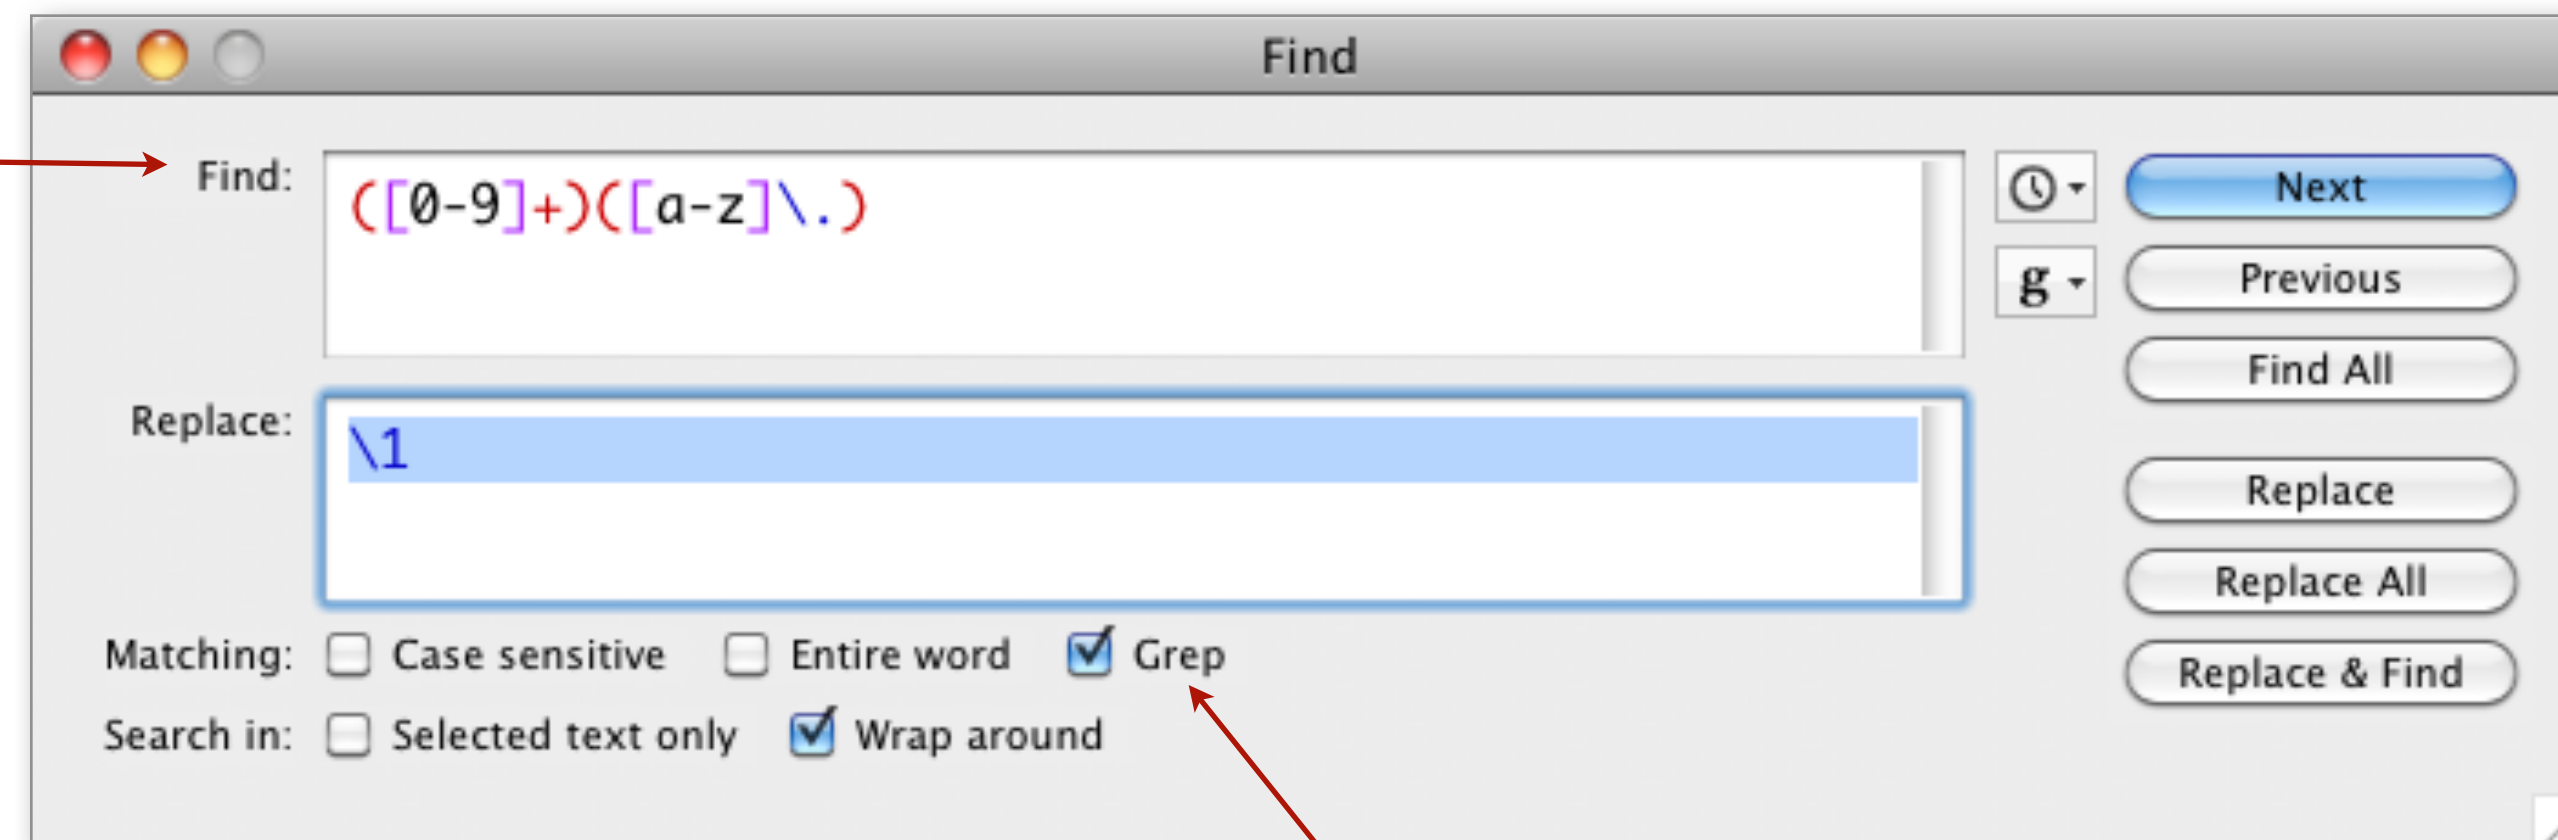 Find
Find: ([0-9]+)([a-z]\.) Next
g Previous
Find All
Replace: \1
Replace
Replace All
Matching: Case sensitive Entire word Grep Replace & Find
Search in: Selected text only Wrap around